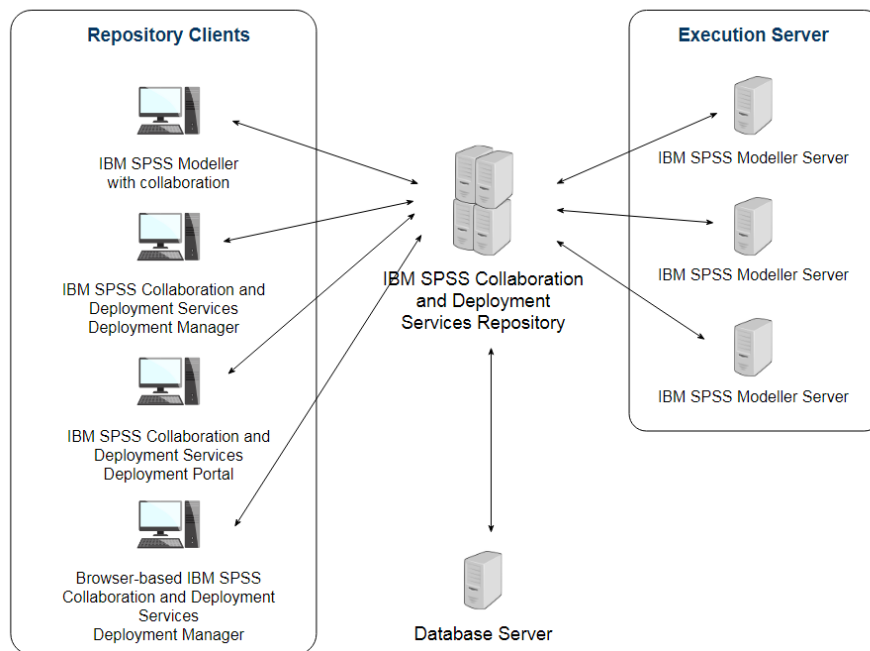 Repository Clients
IBM SPSS Modeller
with collaboration
IBM SPSS Collaboration and
Deployment Services
Deployment Manager
IBM SPSS Collaboration and
Deployment Services
Deployment Portal
Browser-based IBM SPSS
Collaboration and Deployment
Services
Deployment Manager
IBM SPSS Collaboration
and Deployment
Services Repository
Database Server
Execution Server
IBM SPSS Modeller Server
IBM SPSS Modeller Server
IBM SPSS Modeller Server